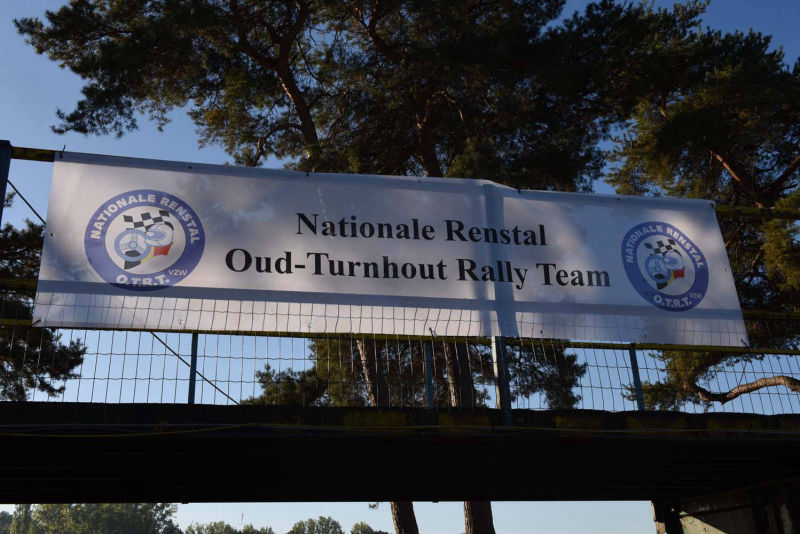 NATIONALE RENSTAL
O.T.R.T. VZW
Nationale Renstal
Oud-Turnhout Rally Team
NATIONALE RENSTAL
O.T.R.T. VZW